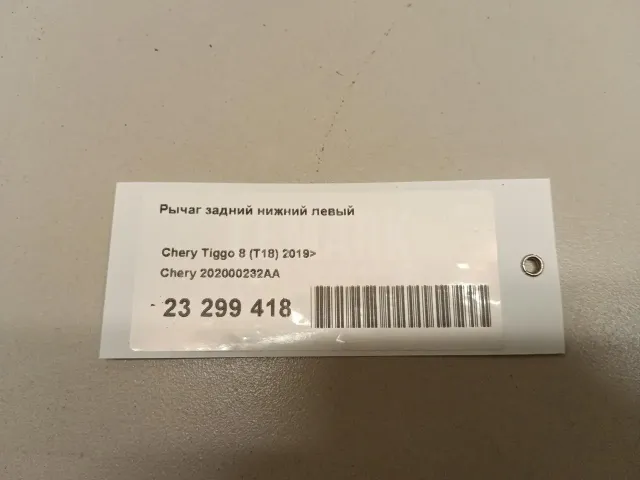 Рычаг задний нижний левый
Chery Tiggo 8 (T18) 2019>
Chery 202000232AA
- 23 299 418